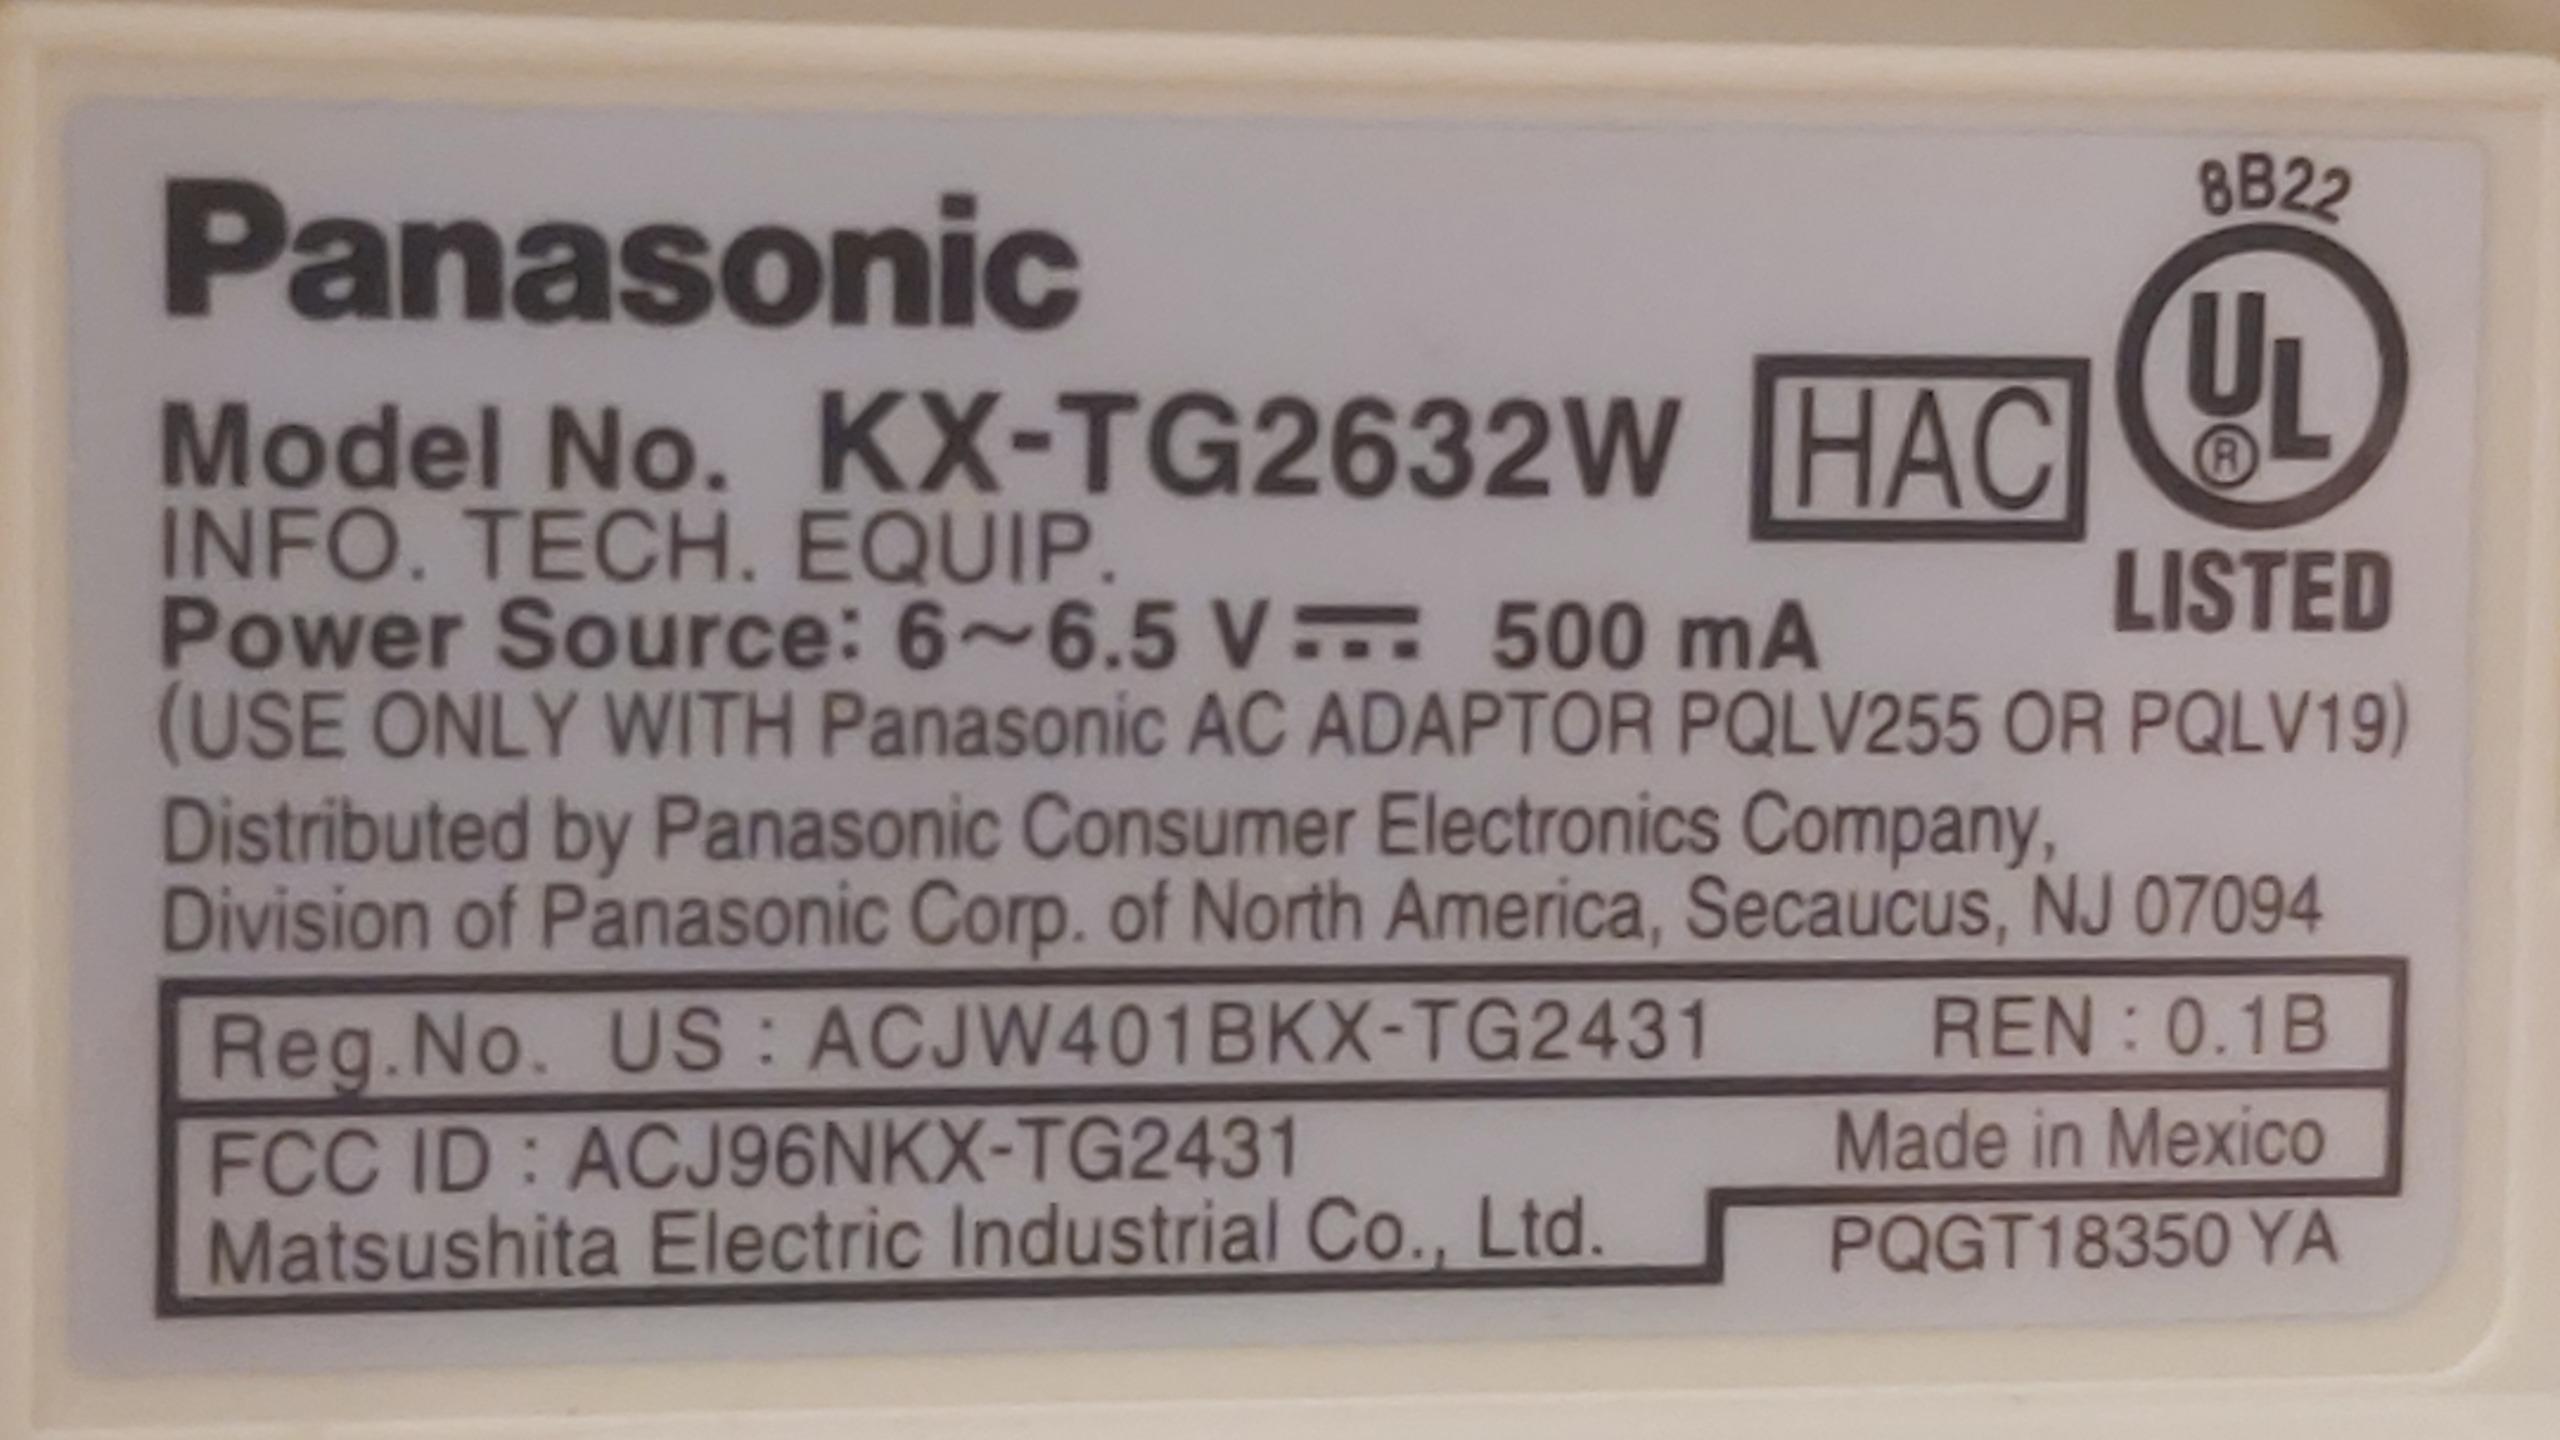 Panasonic
8B22
UL
®
LISTED
Model No. KX-TG2632W
HAC
INFO. TECH. EQUIP.
Power Source: 6~6.5 V⎓ 500 mA
(USE ONLY WITH Panasonic AC ADAPTOR PQLV255 OR PQLV19)
Distributed by Panasonic Consumer Electronics Company,
Division of Panasonic Corp. of North America, Secaucus, NJ 07094
Reg.No. US : ACJW401BKX-TG2431 REN : 0.1B
FCC ID : ACJ96NKX-TG2431
Made in Mexico
Matsushita Electric Industrial Co., Ltd.
PQGT18350 YA